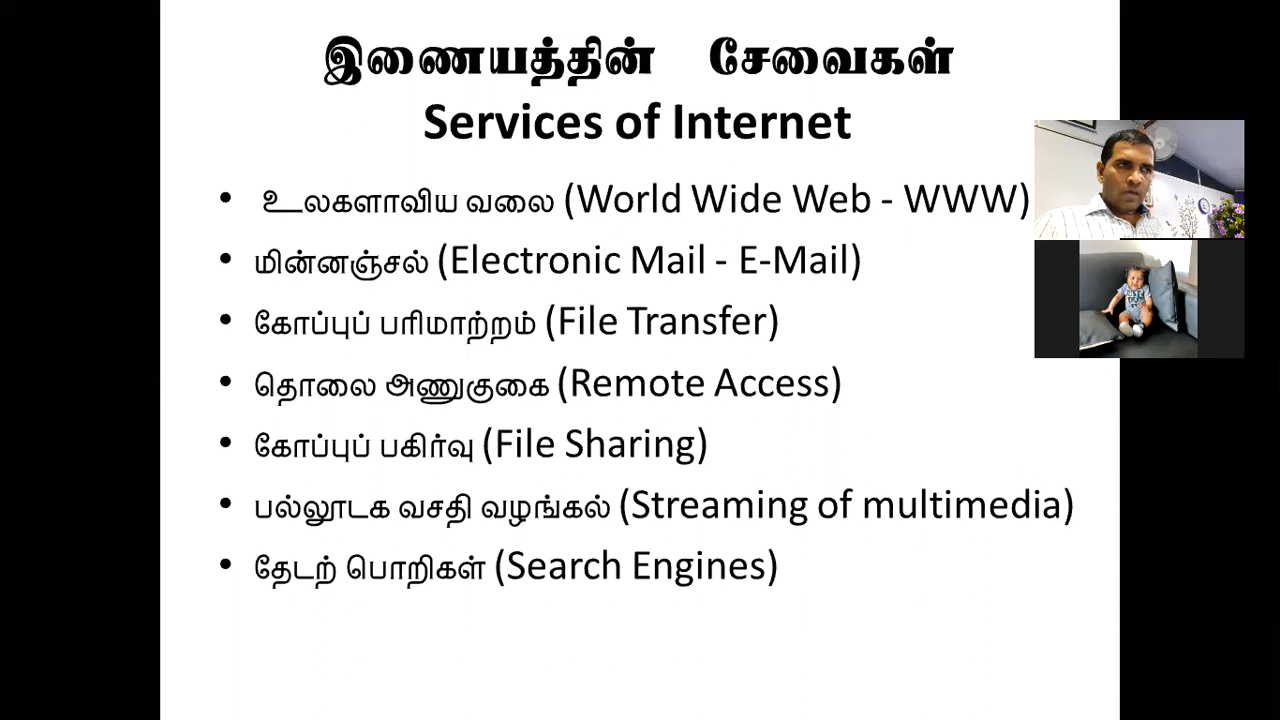 இணையத்தின் சேவைகள்
Services of Internet
• உலகளாவிய வலை (World Wide Web - WWW)
• மின்னஞ்சல் (Electronic Mail - E-Mail)
• கோப்புப் பரிமாற்றம் (File Transfer)
• தொலை அணுகுகை (Remote Access)
• கோப்புப் பகிர்வு (File Sharing)
• பல்லூடக வசதி வழங்கல் (Streaming of multimedia)
• தேடற் பொறிகள் (Search Engines)